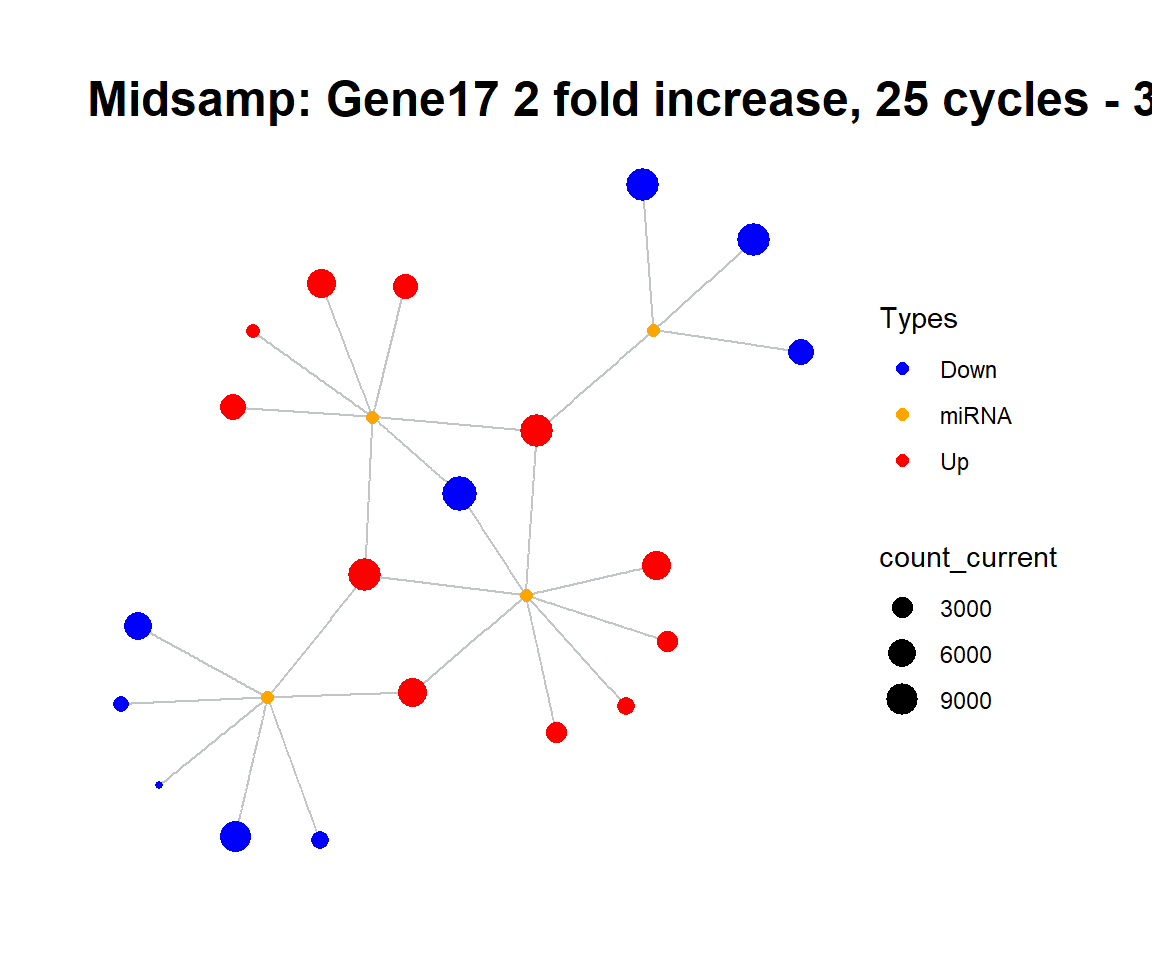 Midsamp: Gene17 2 fold increase, 25 cycles - 3
Types
Down
miRNA
Up
count_current
3000
6000
9000